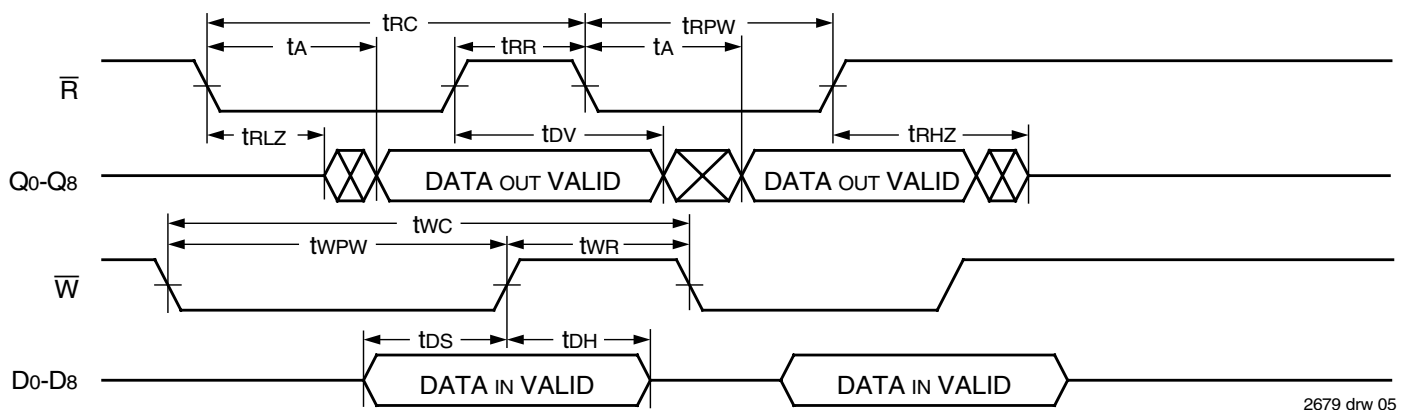 tRC tRPW
tA tRR tA
R̅
tRLZ tDV tRHZ
Q0-Q8 DATA OUT VALID DATA OUT VALID
tWC
tWPW tWR
W̅
tDS tDH
D0-D8 DATA IN VALID DATA IN VALID
2679 drw 05